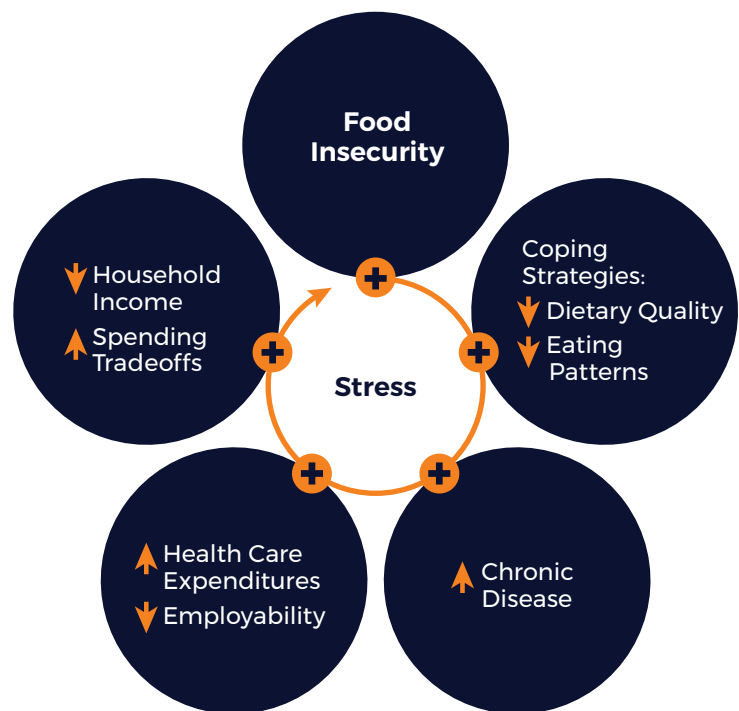 Food
Insecurity
Coping
Strategies:
Dietary Quality
Eating
Patterns
Chronic
Disease
Health Care
Expenditures
Employability
Household
Income
Spending
Tradeoffs
Stress